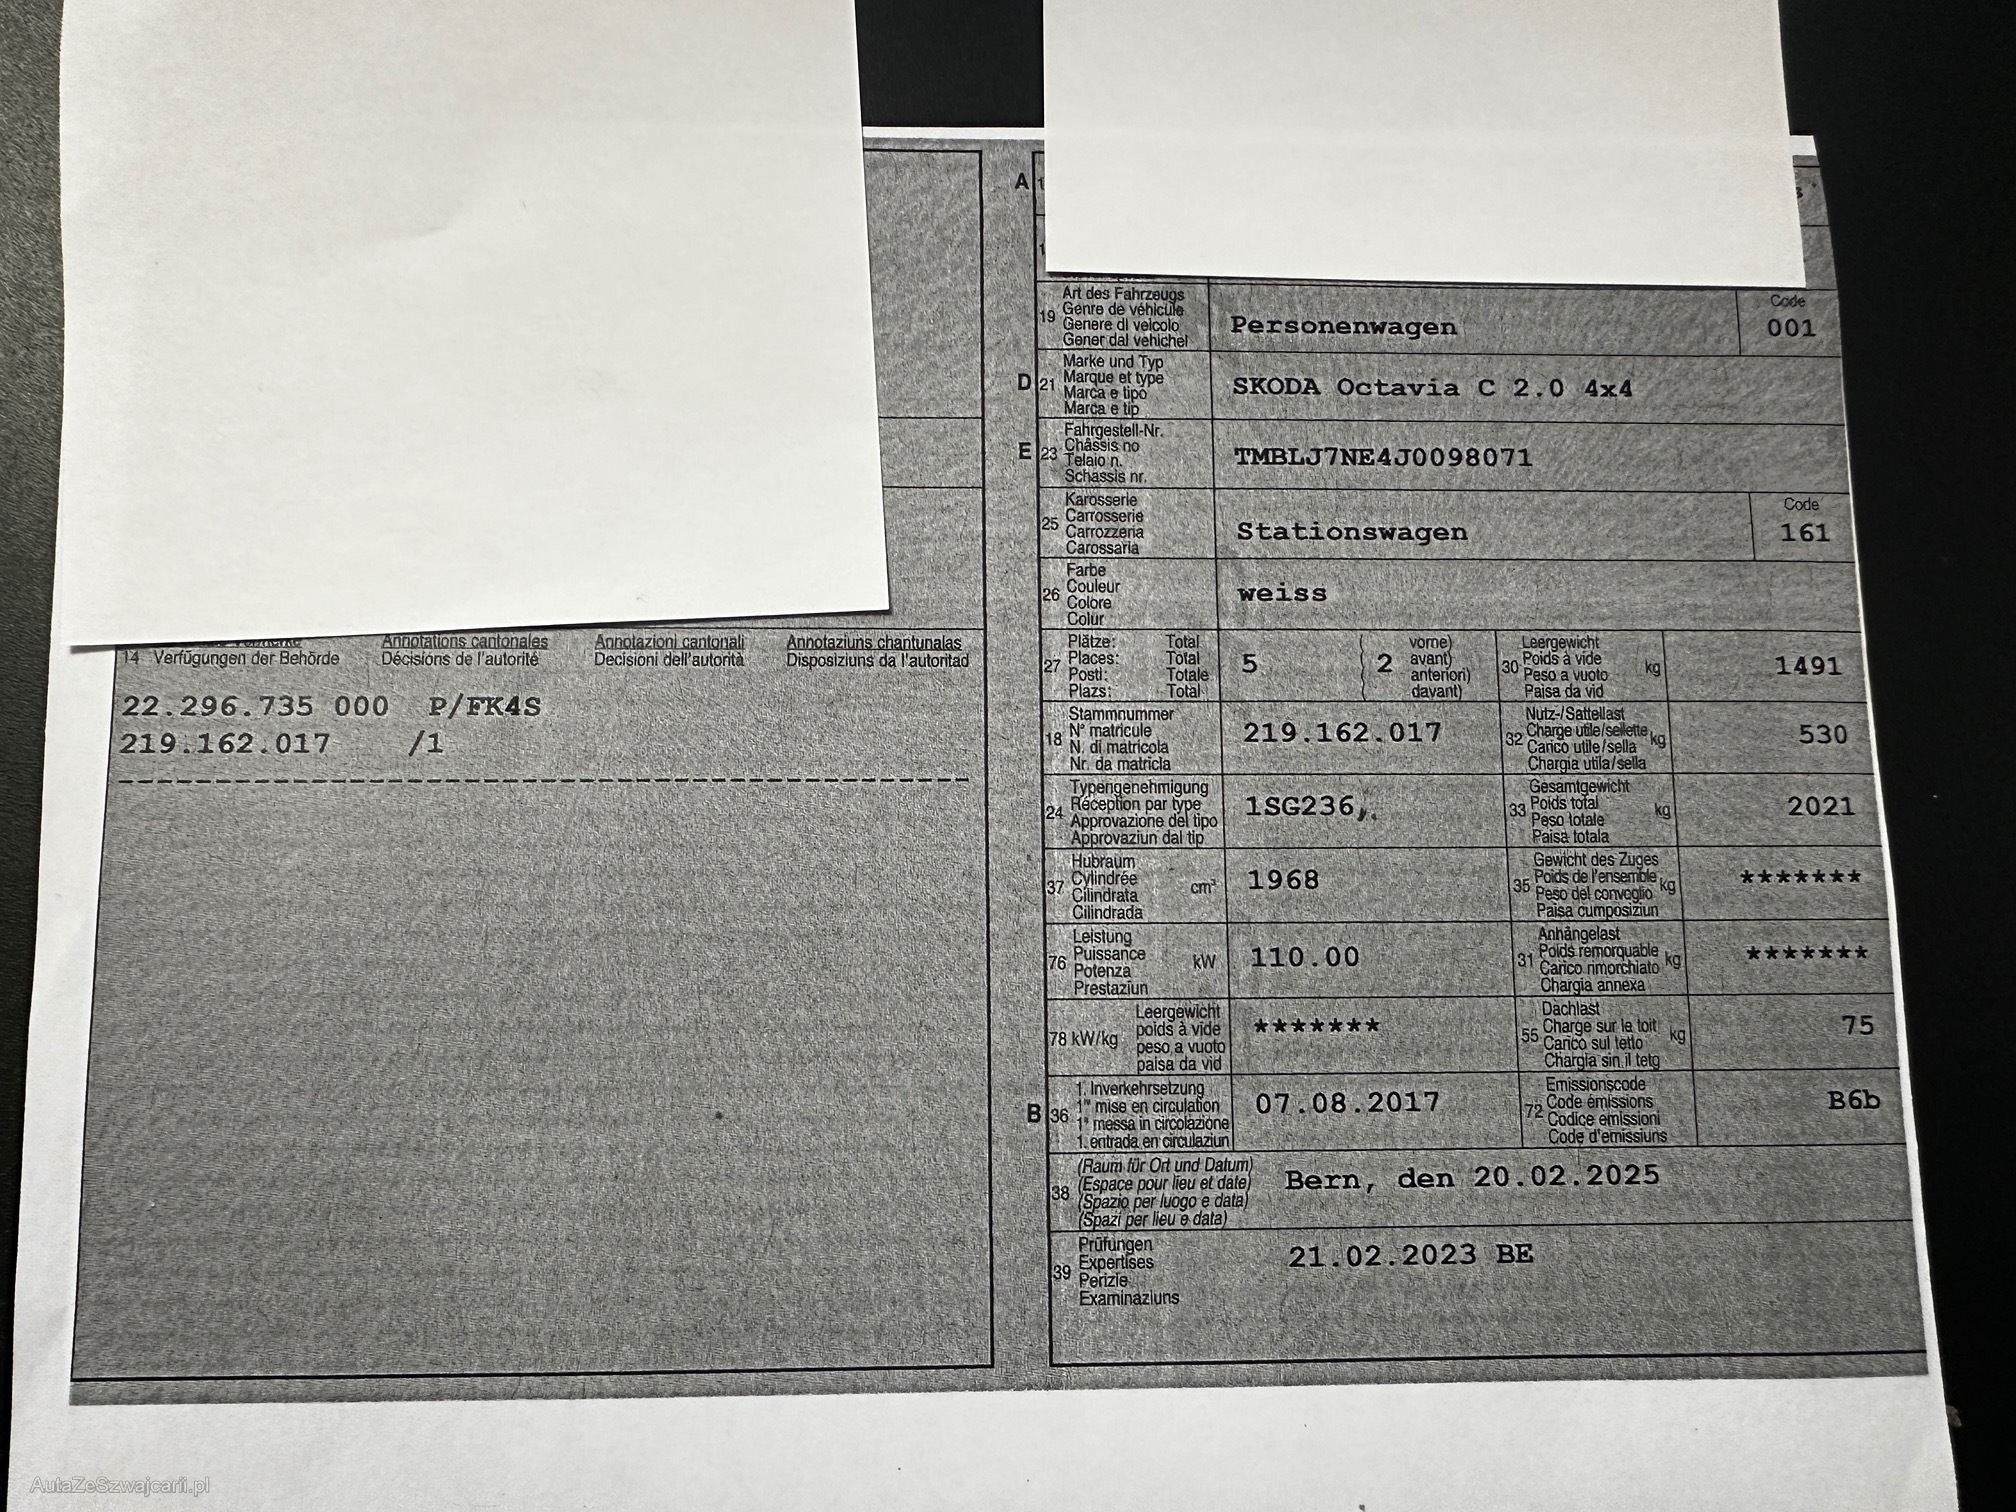 Annotations cantonales Annotazioni cantonali Annotaziuns chantunalas
14 Verfügungen der Behörde Décisions de l'autorité Decisioni dell'autorità Disposiziuns da l'autoritad
22.296.735 000 P/FK4S
219.162.017 /1
A
19 Art des Fahrzeugs
Genre de véhicule
Genere di veicolo
Gener dal vehichel
Personenwagen
Code
001
D 21 Marke und Typ
Marque et type
Marca e tipo
Marca e tip
SKODA Octavia C 2.0 4x4
E 23 Fahrgestell-Nr.
Châssis no
Telaio n.
Schassis nr.
TMBLJ7NE4J0098071
25 Karosserie
Carrosserie
Carrozzeria
Carossaria
Stationswagen
Code
161
26 Farbe
Couleur
Colore
Colur
weiss
27 Plätze: Total
Places: Total
Posti: Totale
Plazs: Total
5
( 2 vorne)
avant)
anteriori)
davant)
30 Leergewicht
Poids à vide kg
Peso a vuoto
Paisa da vid
1491
18 Stammnummer
N° matricule
N. di matricola
Nr. da matricla
219.162.017
32 Nutz-/Sattellast
Charge utile/sellette kg
Carico utile/sella
Chargia utila/sella
530
24 Typengenehmigung
Réception par type
Approvazione del tipo
Approvaziun dal tip
1SG236
33 Gesamtgewicht
Poids total kg
Peso totale
Paisa totala
2021
37 Hubraum
Cylindrée cm³
Cilindrata
Cilindrada
1968
35 Gewicht des Zuges
Poids de l'ensemble kg
Peso del convoglio
Paisa cumposiziun
*******
76 Leistung
Puissance kW
Potenza
Prestaziun
110.00
31 Anhängelast
Poids remorquable kg
Carico rimorchiato
Chargia annexa
*******
78 kW/kg Leergewicht
poids à vide
peso a vuoto
paisa da vid
*******
55 Dachlast
Charge sur le toit kg
Carico sul tetto
Chargia sin il tetg
75
B 36 1. Inverkehrsetzung
1re mise en circulation
1a messa in circolazione
1. entrada en circulaziun
07.08.2017
72 Emissionscode
Code émissions
Codice emissioni
Code d'emissiuns
B6b
38 (Raum für Ort und Datum)
(Espace pour lieu et date)
(Spazio per luogo e data)
(Spazi per lieu e data)
Bern, den 20.02.2025
39 Prüfungen
Expertises
Perizie
Examinaziuns
21.02.2023 BE
AutaZeSzwajcarii.pl